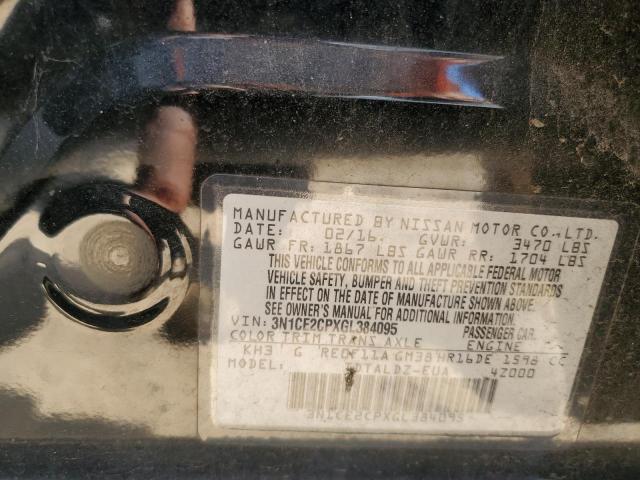 MANUFACTURED BY NISSAN MOTOR CO.,LTD.
DATE: 02/16. GVWR: 3470 LBS
GAWR FR: 1867 LBS GAWR RR: 1704 LBS
THIS VEHICLE CONFORMS TO ALL APPLICABLE FEDERAL MOTOR
VEHICLE SAFETY, BUMPER AND THEFT PREVENTION STANDARDS
IN EFFECT ON THE DATE OF MANUFACTURE SHOWN ABOVE.
SEE OWNER'S MANUAL FOR ADDITIONAL INFORMATION.
VIN: 3N1CE2CPXGL384095 PASSENGER CAR.
COLOR TRIM TRANS AXLE ENGINE
KH3 G RE0F11A GM38 HR16DE 1598 CC
MODEL: DTALDZ-EUA 4Z000
3N1CE2CPXGL384095